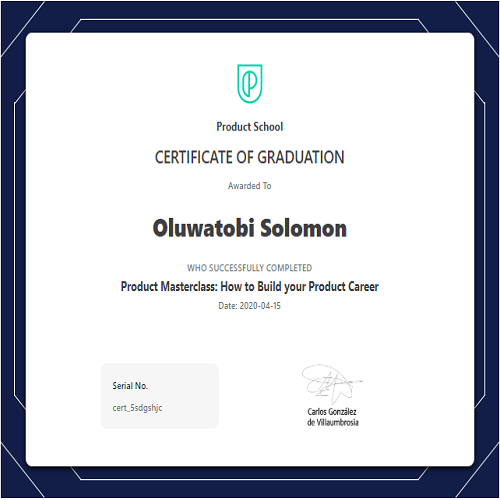 Product School
CERTIFICATE OF GRADUATION
Awarded To
Oluwatobi Solomon
WHO SUCCESSFULLY COMPLETED
Product Masterclass: How to Build your Product Career
Date: 2020-04-15
Serial No.
cert_5sdgshjc
Carlos González
de Villaumbrosia